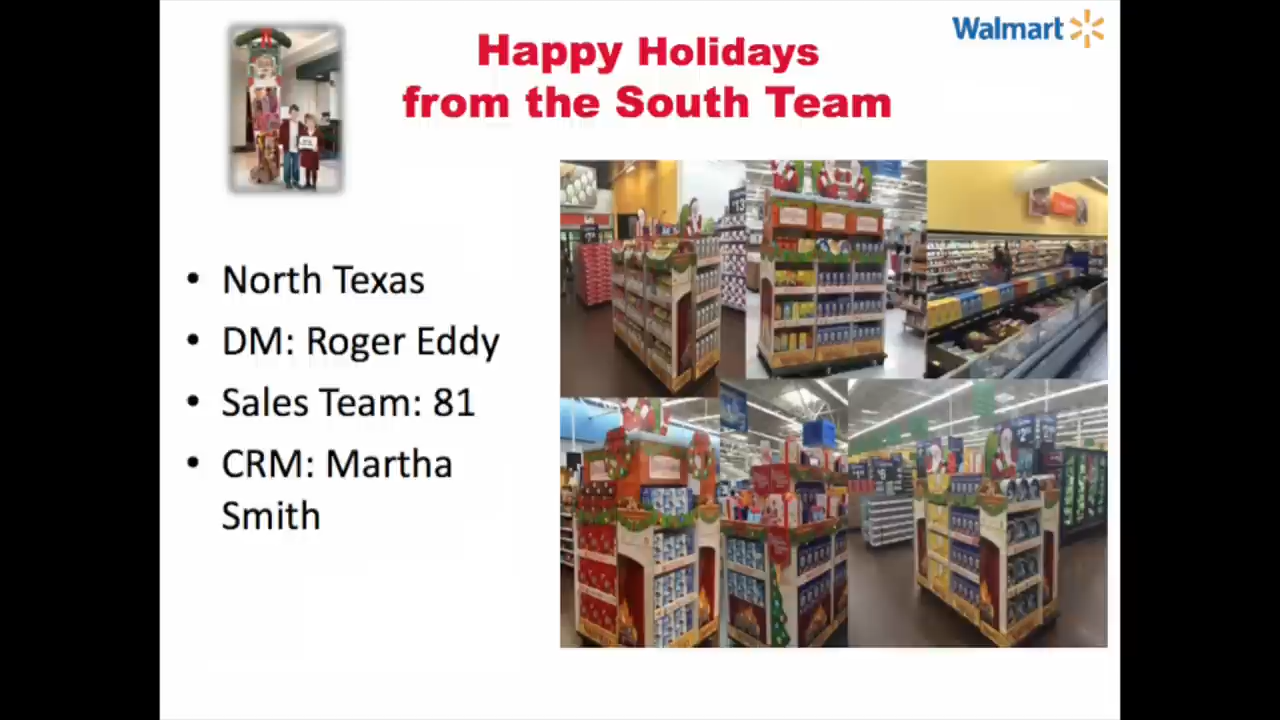 Walmart
Happy Holidays
from the South Team
• North Texas
• DM: Roger Eddy
• Sales Team: 81
• CRM: Martha
Smith